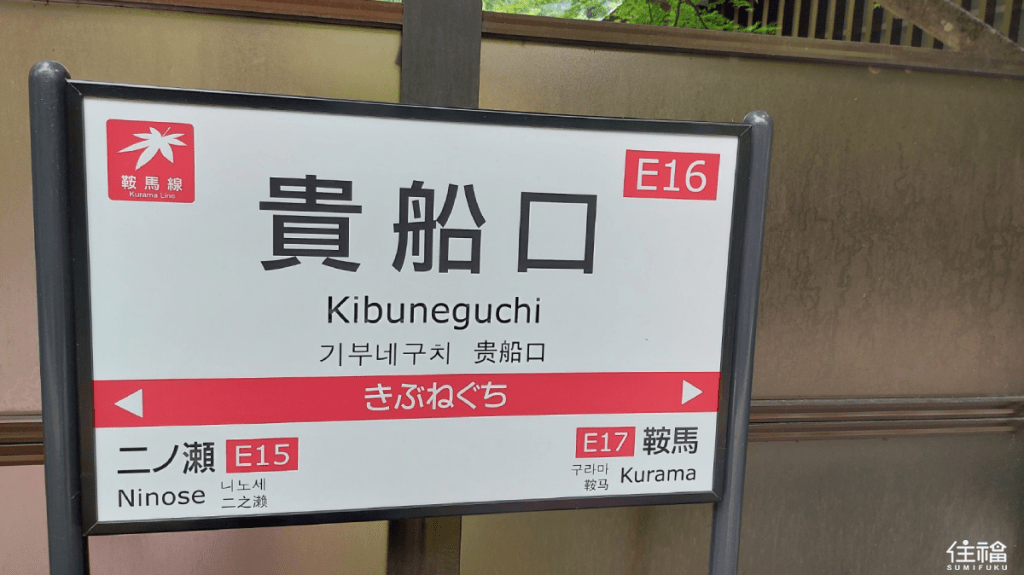 鞍馬線
Kurama Line
E16
貴船口
Kibuneguchi
기부네구치 贵船口
きぶねぐち
二ノ瀬 E15
Ninose
니노세
二之濑
E17 鞍馬
구라마
鞍马
Kurama
住福
SUMIFUKU